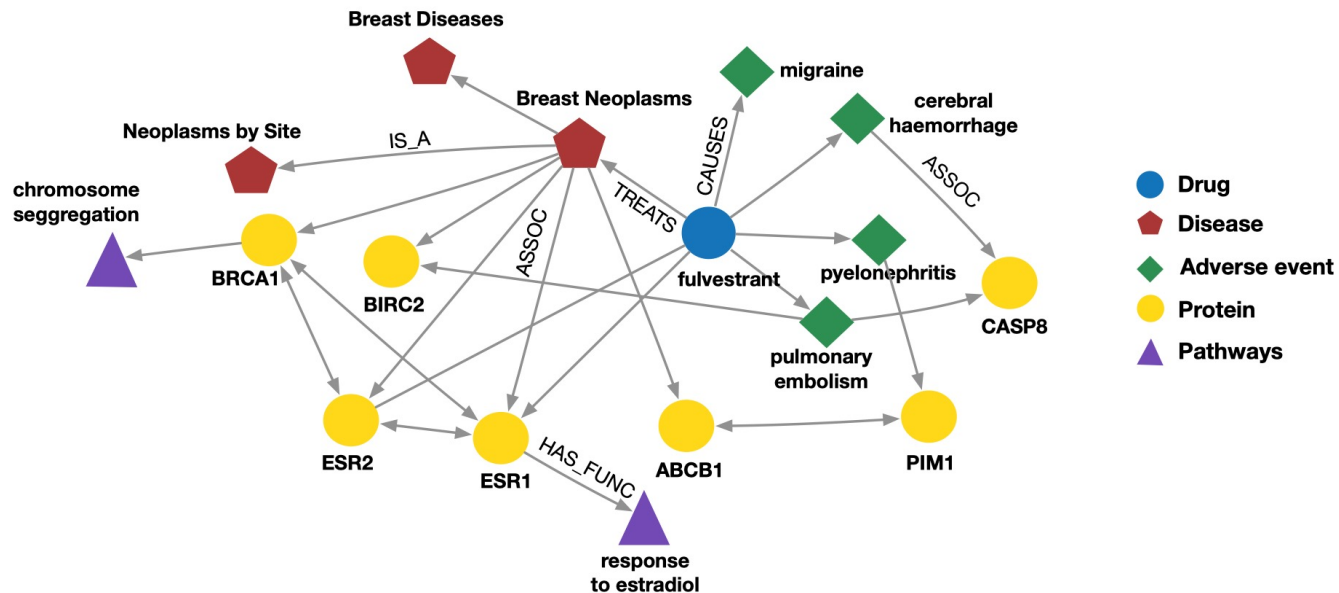 Breast Diseases
Breast Neoplasms
migraine
cerebral
haemorrhage
Neoplasms by Site
IS_A
CAUSES
ASSOC
chromosome
seggregation
TREATS
Drug
Disease
Adverse event
Protein
Pathways
ASSOC
BRCA1
BIRC2
fulvestrant
pyelonephritis
CASP8
pulmonary
embolism
ESR2
ESR1
HAS_FUNC
ABCB1
PIM1
response
to estradiol